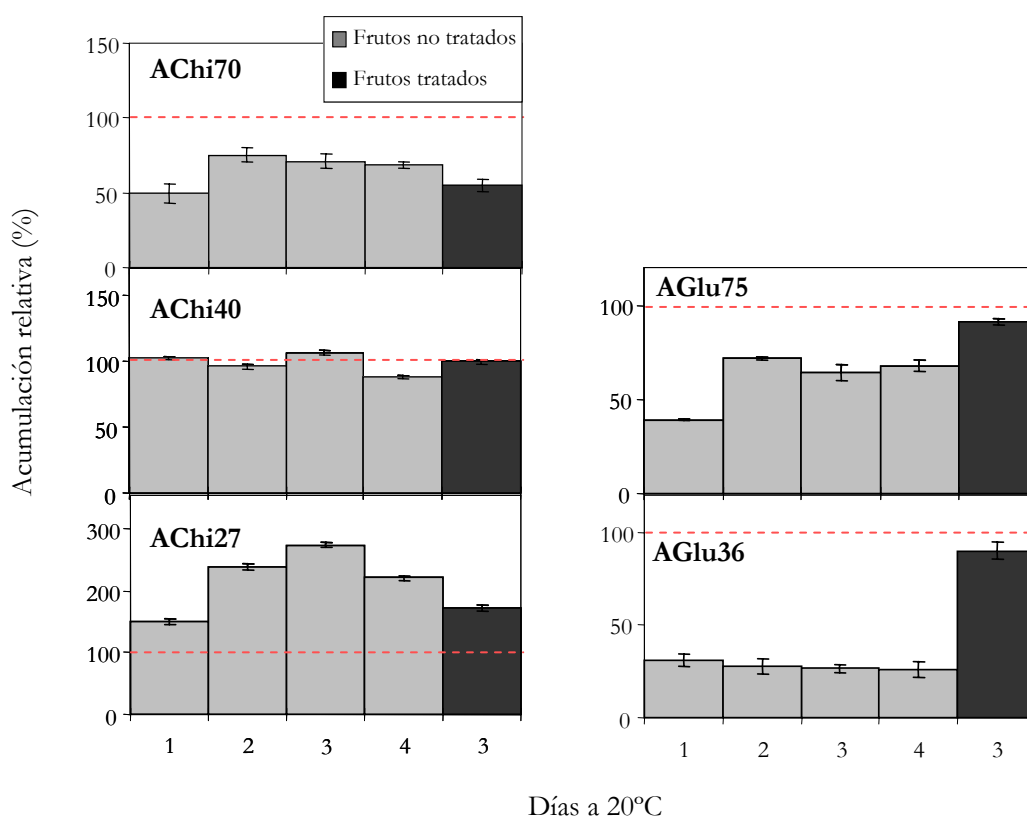 Frutos no tratados
Frutos tratados
Acumulación relativa (%)
AChi70
150
100
50
0
AChi40
150
100
50
0
AChi27
300
200
100
0
1 2 3 4 3
AGlu75
100
50
0
AGlu36
100
50
0
1 2 3 4 3
Días a 20ºC